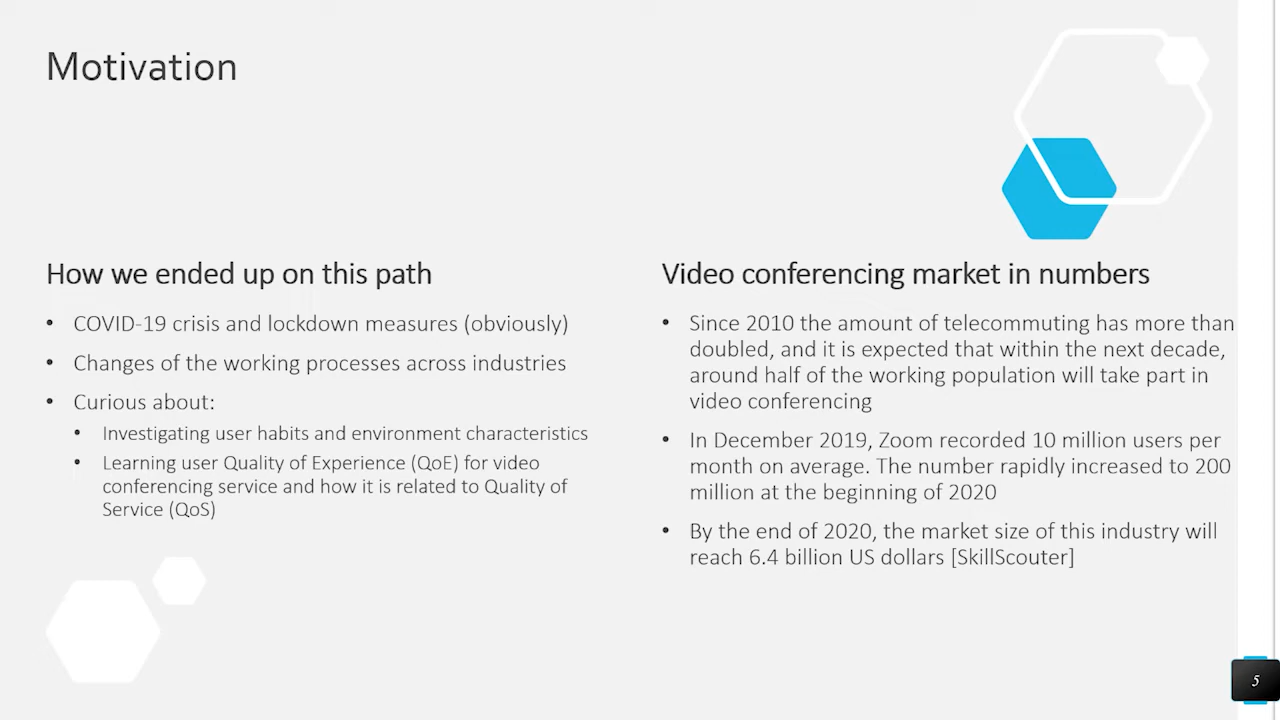 Motivation
How we ended up on this path
• COVID-19 crisis and lockdown measures (obviously)
• Changes of the working processes across industries
• Curious about:
• Investigating user habits and environment characteristics
• Learning user Quality of Experience (QoE) for video
conferencing service and how it is related to Quality of
Service (QoS)
Video conferencing market in numbers
• Since 2010 the amount of telecommuting has more than
doubled, and it is expected that within the next decade,
around half of the working population will take part in
video conferencing
• In December 2019, Zoom recorded 10 million users per
month on average. The number rapidly increased to 200
million at the beginning of 2020
• By the end of 2020, the market size of this industry will
reach 6.4 billion US dollars [SkillScouter]
5